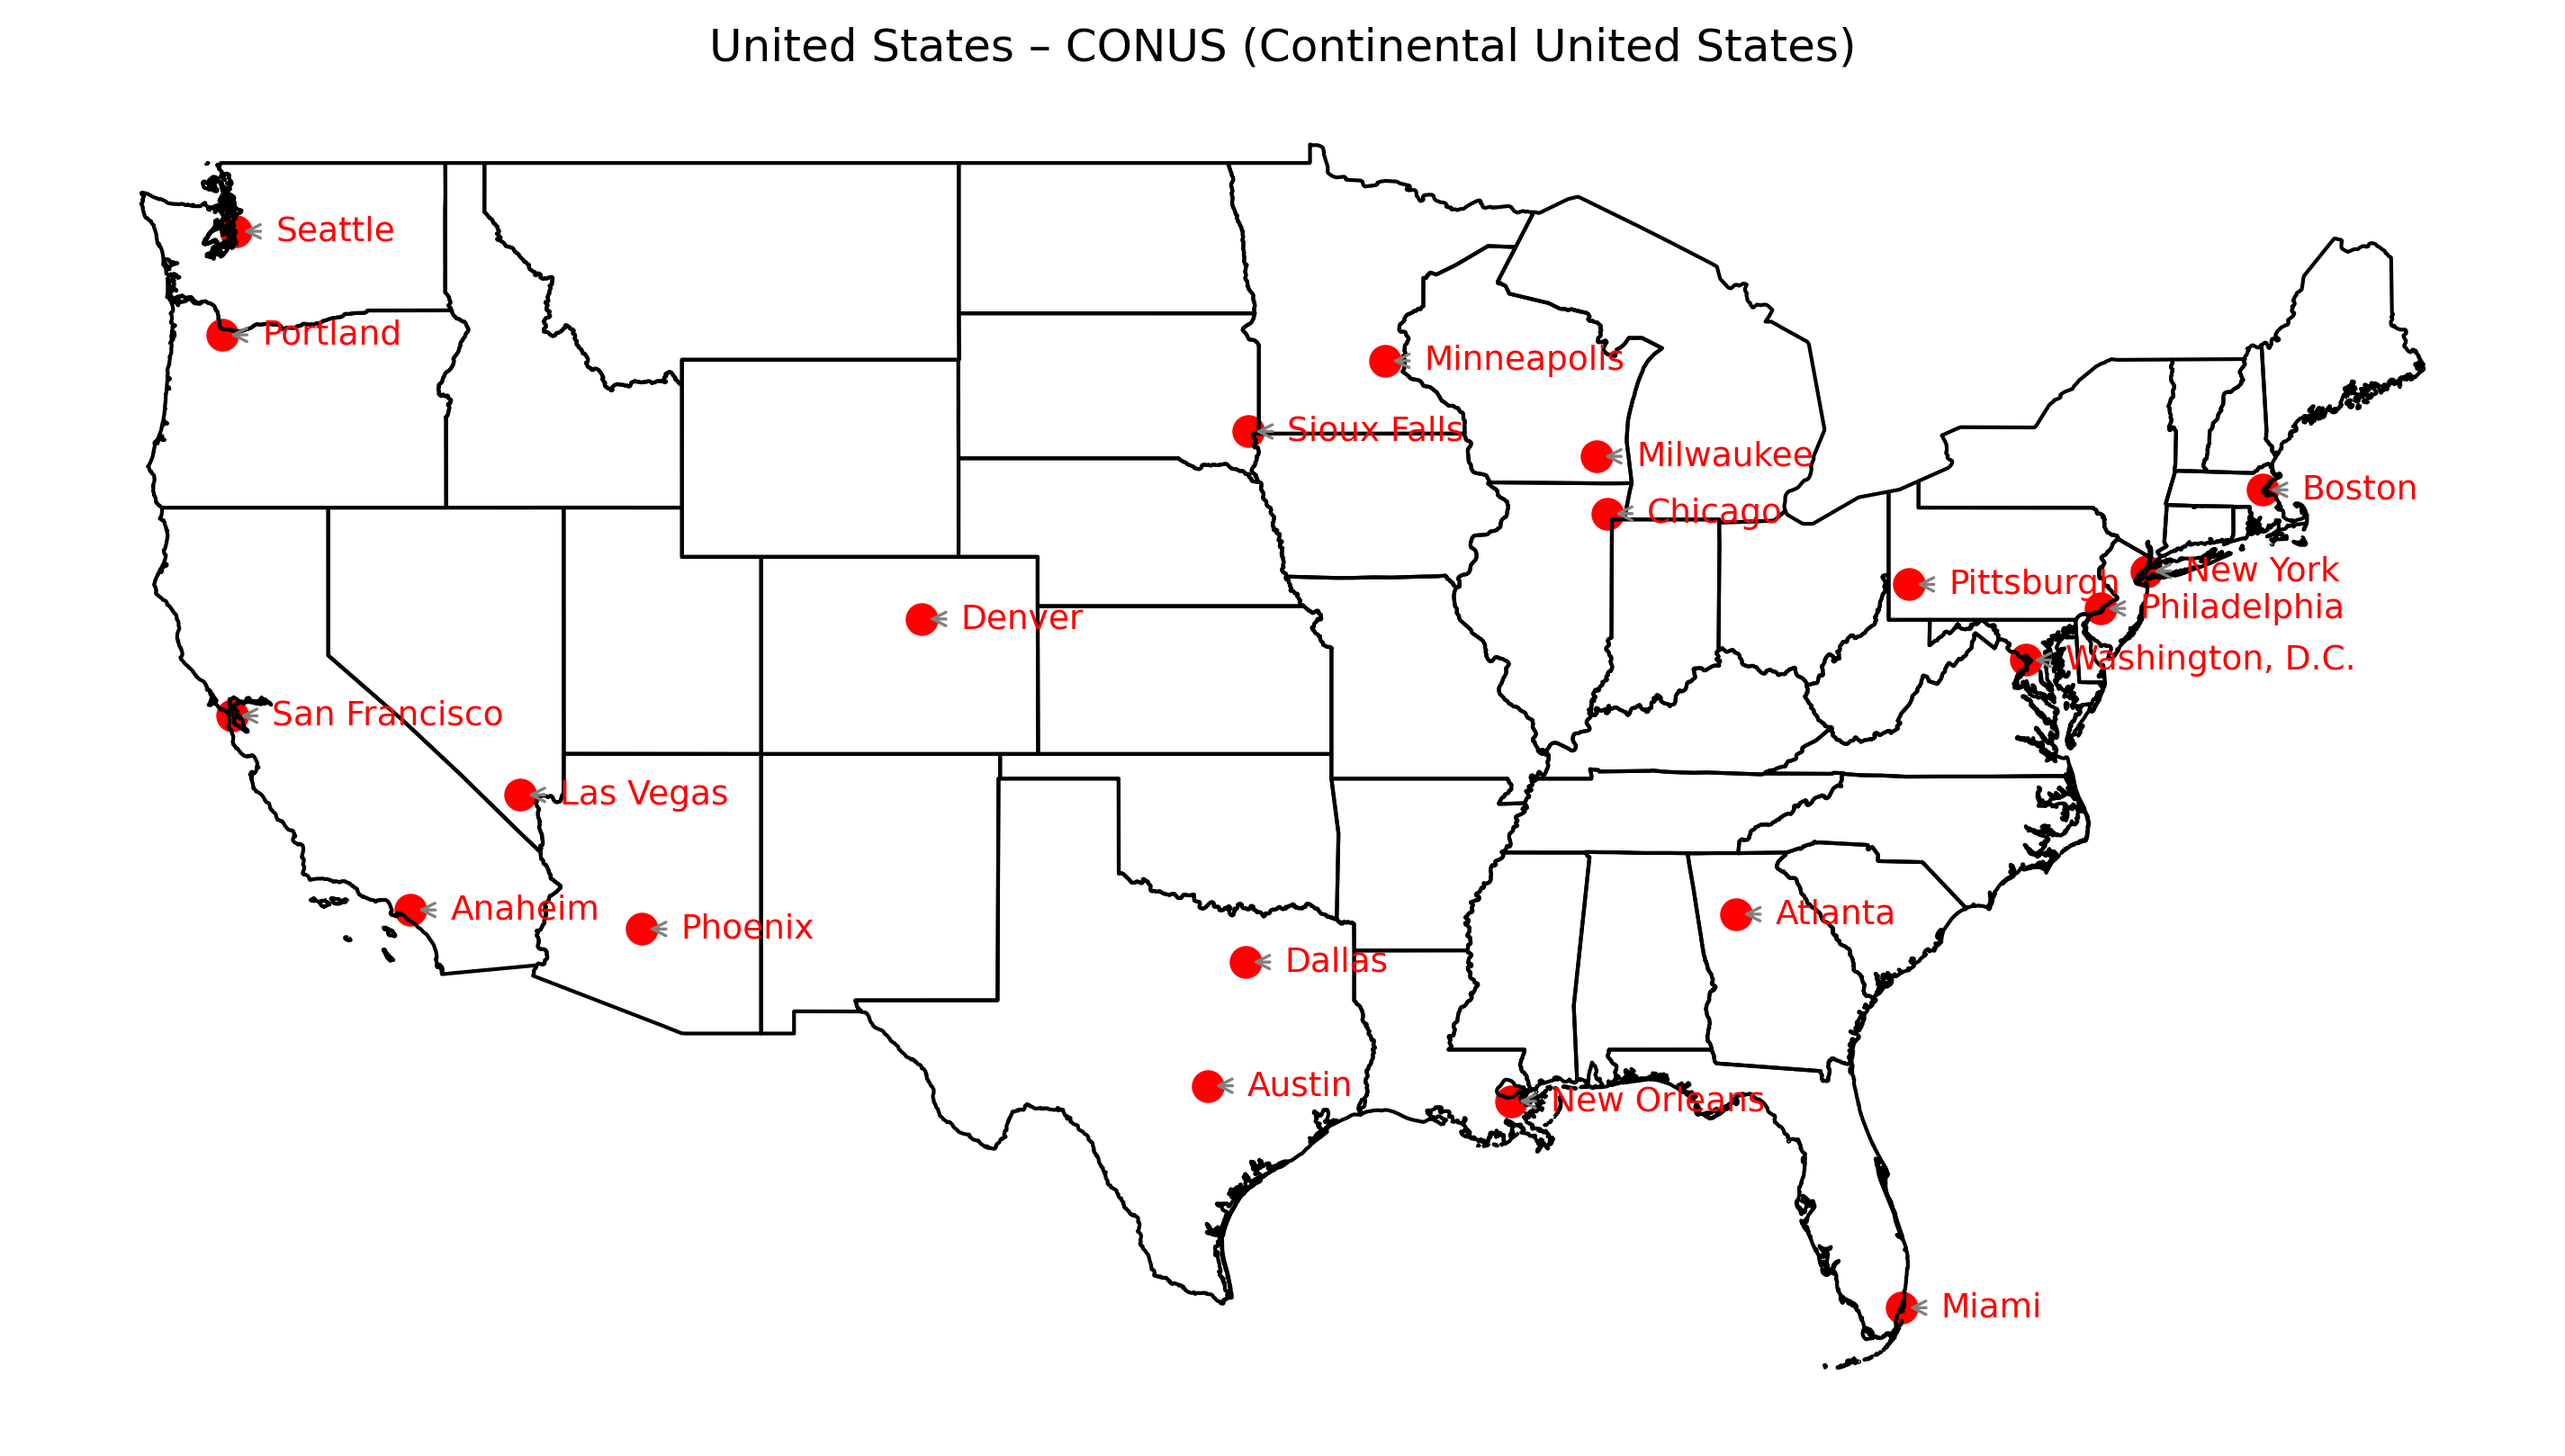 United States – CONUS (Continental United States)
Seattle
Portland
Minneapolis
Sioux Falls
Milwaukee
Boston
Chicago
New York
Pittsburgh
Philadelphia
Denver
Washington, D.C.
San Francisco
Las Vegas
Anaheim
Atlanta
Phoenix
Dallas
Austin
New Orleans
Miami